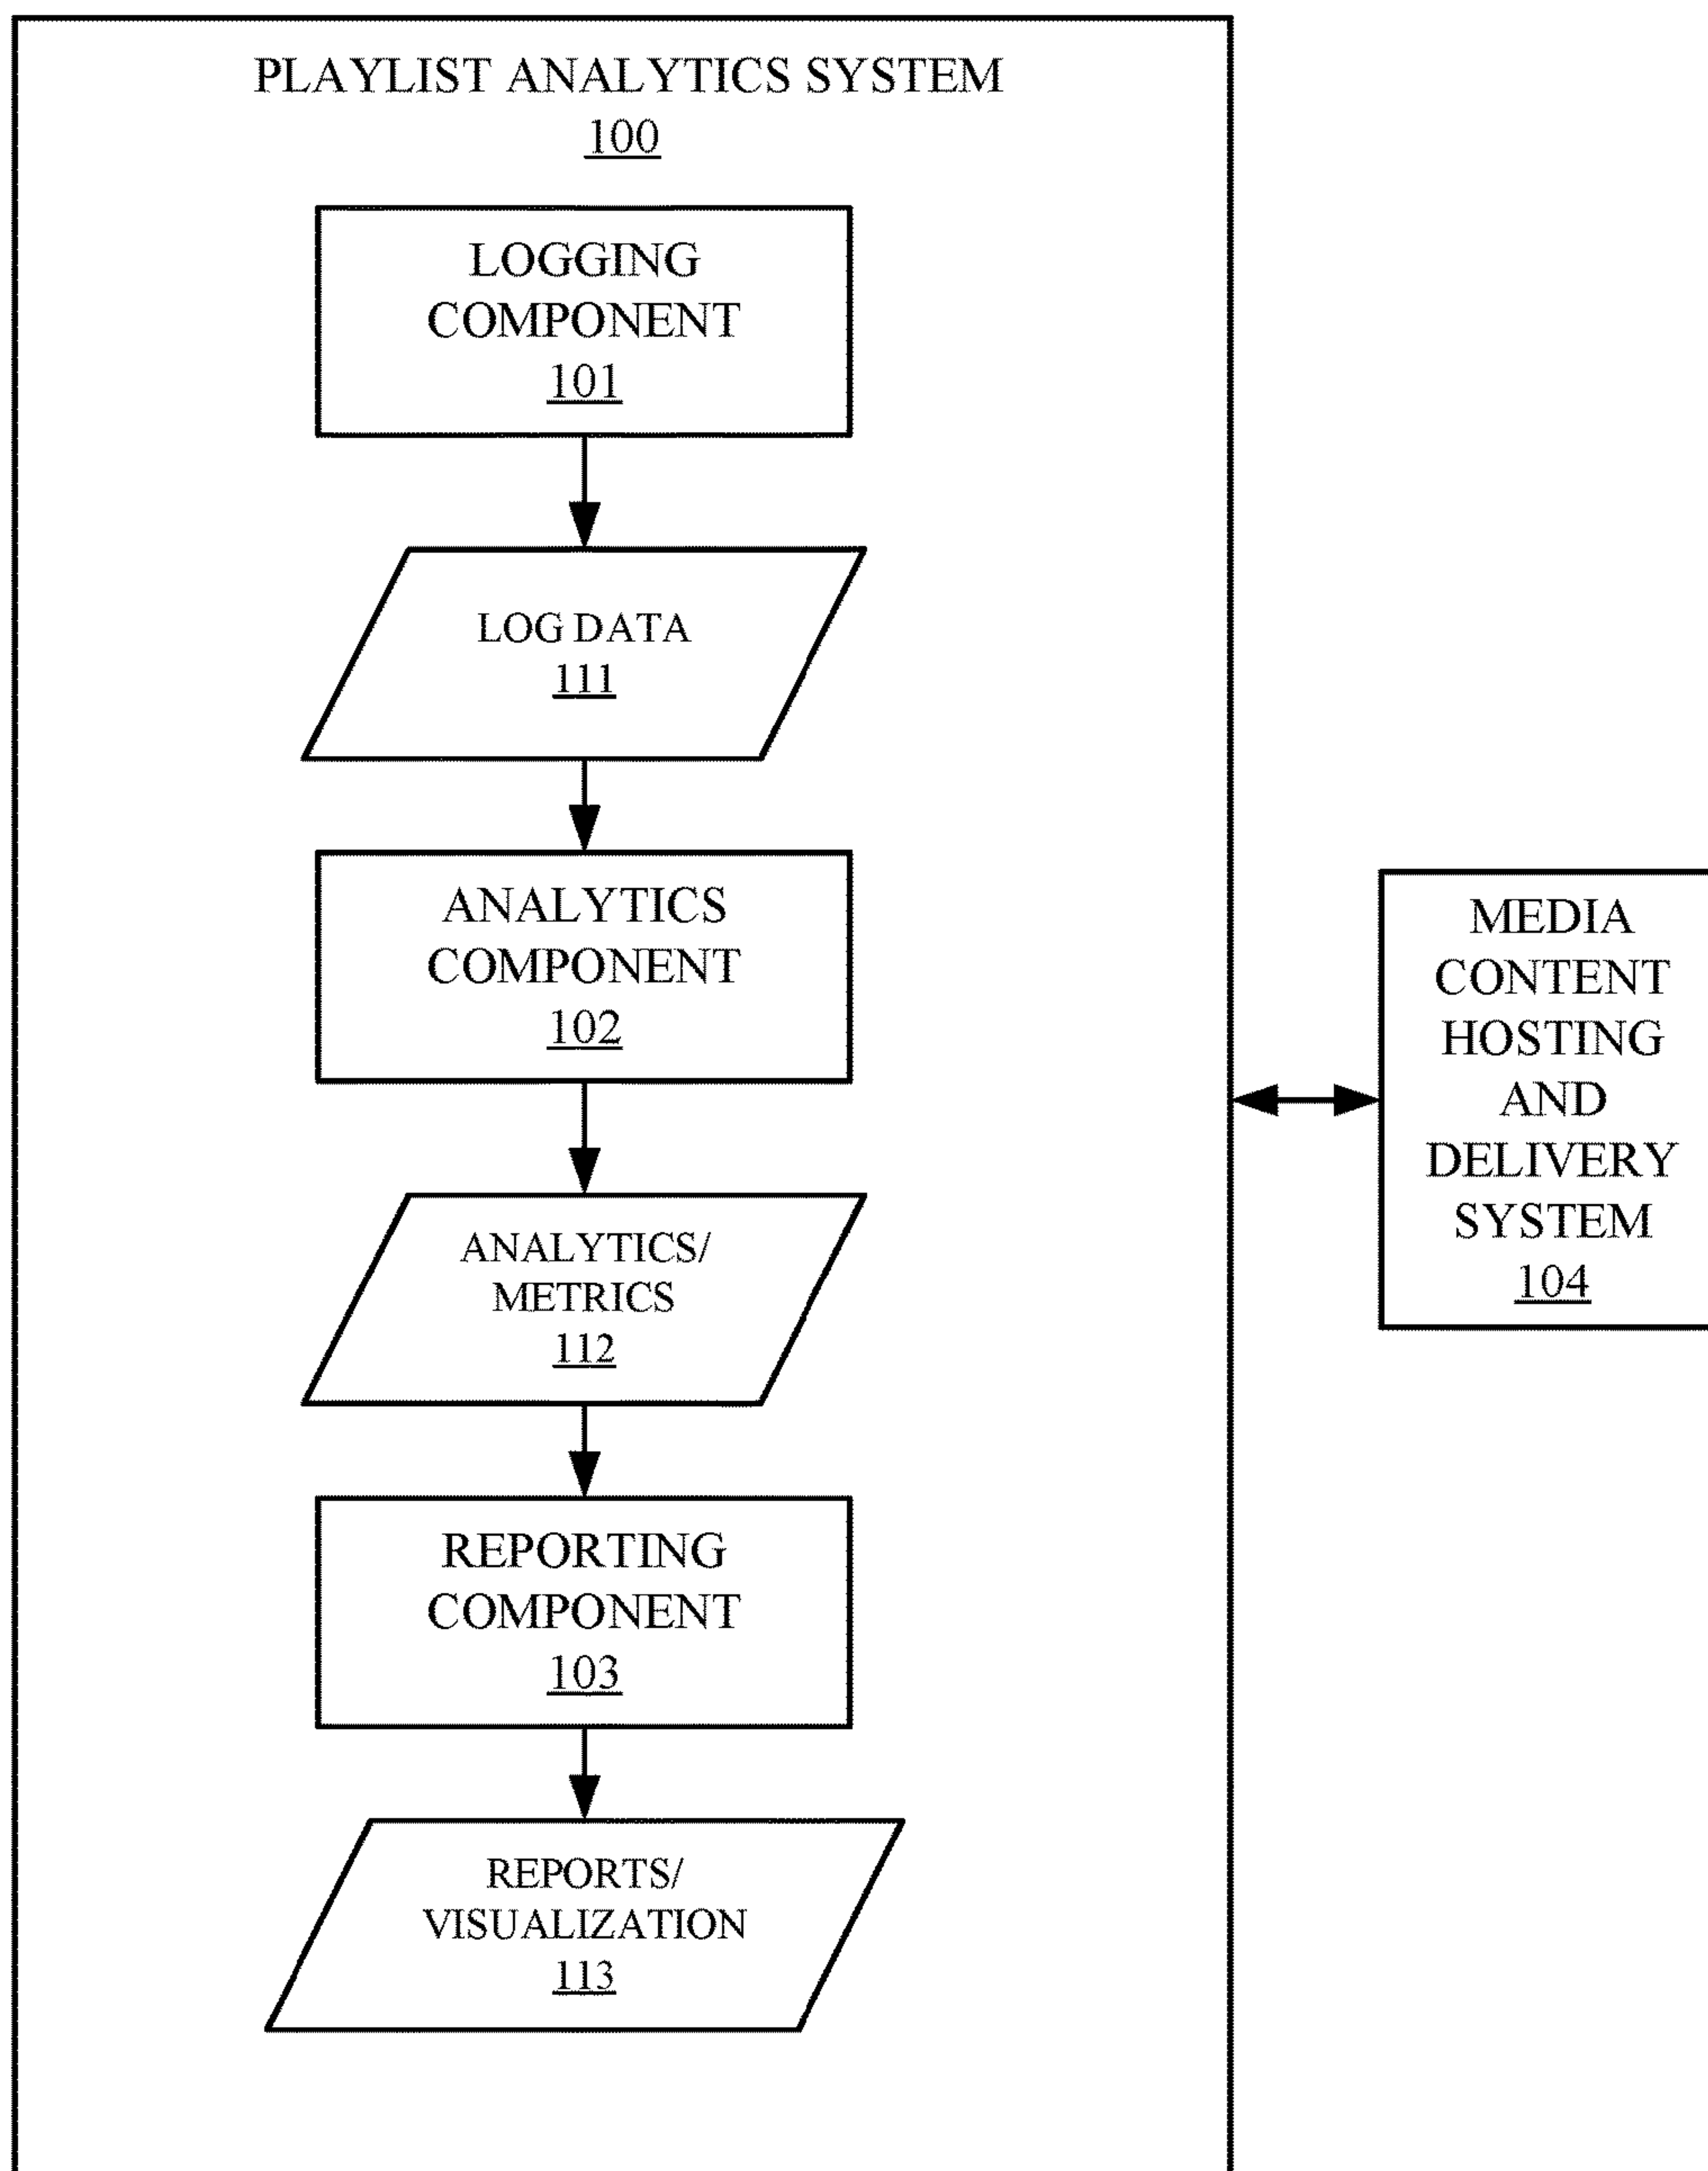 PLAYLIST ANALYTICS SYSTEM
100
LOGGING
COMPONENT
101
LOG DATA
111
ANALYTICS
COMPONENT
102
ANALYTICS/
METRICS
112
REPORTING
COMPONENT
103
REPORTS/
VISUALIZATION
113
MEDIA
CONTENT
HOSTING
AND
DELIVERY
SYSTEM
104